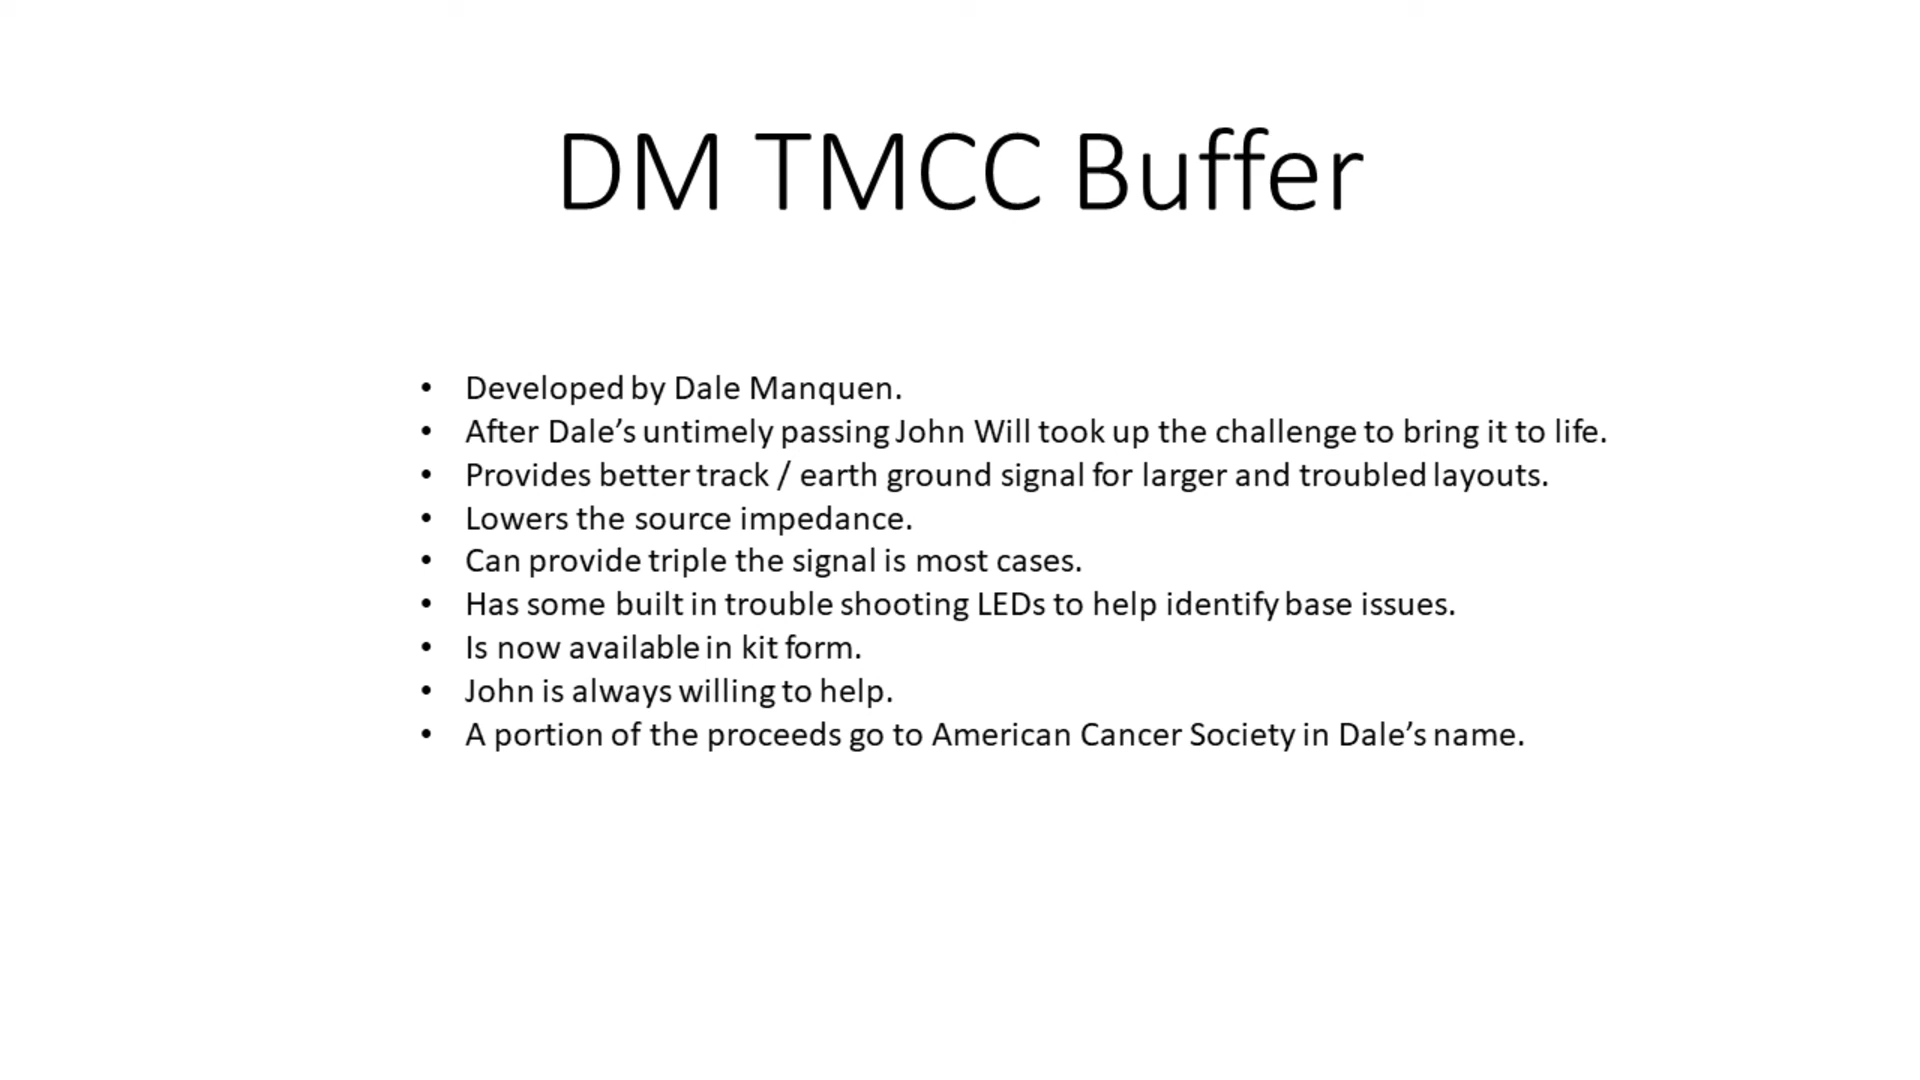 DM TMCC Buffer
• Developed by Dale Manquen.
• After Dale’s untimely passing John Will took up the challenge to bring it to life.
• Provides better track / earth ground signal for larger and troubled layouts.
• Lowers the source impedance.
• Can provide triple the signal is most cases.
• Has some built in trouble shooting LEDs to help identify base issues.
• Is now available in kit form.
• John is always willing to help.
• A portion of the proceeds go to American Cancer Society in Dale’s name.